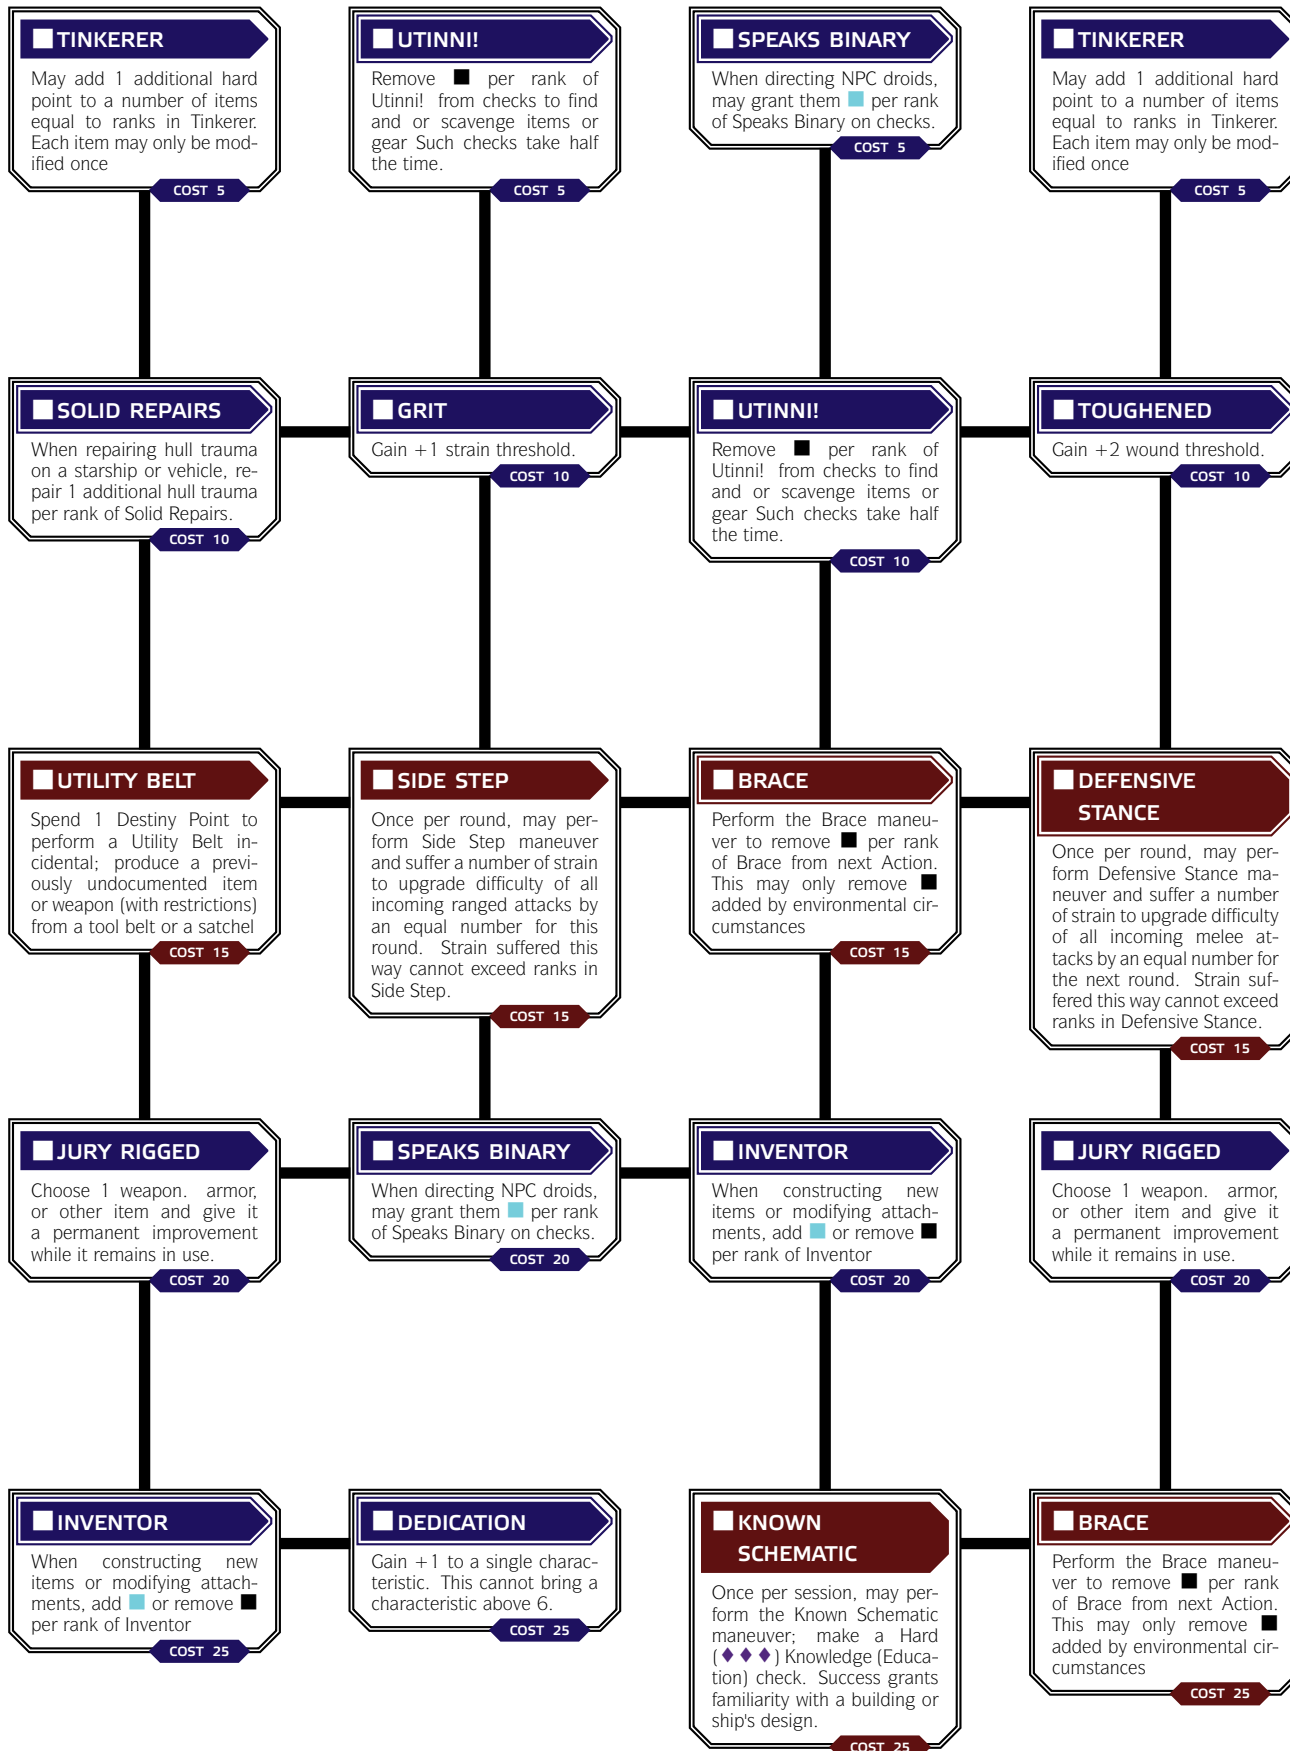 TINKERER
May add 1 additional hard
point to a number of items
equal to ranks in Tinkerer.
Each item may only be mod-
ified once
COST 5
UTINNI!
Remove ■ per rank of
Utinni! from checks to find
and or scavenge items or
gear Such checks take half
the time.
COST 5
SPEAKS BINARY
When directing NPC droids,
may grant them ■ per rank
of Speaks Binary on checks.
COST 5
TINKERER
May add 1 additional hard
point to a number of items
equal to ranks in Tinkerer.
Each item may only be mod-
ified once
COST 5
SOLID REPAIRS
When repairing hull trauma
on a starship or vehicle, re-
pair 1 additional hull trauma
per rank of Solid Repairs.
COST 10
GRIT
Gain +1 strain threshold.
COST 10
UTINNI!
Remove ■ per rank of
Utinni! from checks to find
and or scavenge items or
gear Such checks take half
the time.
COST 10
TOUGHENED
Gain +2 wound threshold.
COST 10
UTILITY BELT
Spend 1 Destiny Point to
perform a Utility Belt in-
cidental; produce a previ-
ously undocumented item
or weapon (with restrictions)
from a tool belt or a satchel
COST 15
SIDE STEP
Once per round, may per-
form Side Step maneuver
and suffer a number of strain
to upgrade difficulty of all
incoming ranged attacks by
an equal number for this
round. Strain suffered this
way cannot exceed ranks in
Side Step.
COST 15
BRACE
Perform the Brace maneu-
ver to remove ■ per rank
of Brace from next Action.
This may only remove ■
added by environmental cir-
cumstances
COST 15
DEFENSIVE
STANCE
Once per round, may per-
form Defensive Stance ma-
neuver and suffer a number
of strain to upgrade difficulty
of all incoming melee at-
tacks by an equal number for
the next round. Strain suf-
fered this way cannot exceed
ranks in Defensive Stance.
COST 15
JURY RIGGED
Choose 1 weapon. armor,
or other item and give it
a permanent improvement
while it remains in use.
COST 20
SPEAKS BINARY
When directing NPC droids,
may grant them ■ per rank
of Speaks Binary on checks.
COST 20
INVENTOR
When constructing new
items or modifying attach-
ments, add ■ or remove ■
per rank of Inventor
COST 20
JURY RIGGED
Choose 1 weapon. armor,
or other item and give it
a permanent improvement
while it remains in use.
COST 20
INVENTOR
When constructing new
items or modifying attach-
ments, add ■ or remove ■
per rank of Inventor
COST 25
DEDICATION
Gain +1 to a single charac-
teristic. This cannot bring a
characteristic above 6.
COST 25
KNOWN
SCHEMATIC
Once per session, may per-
form the Known Schematic
maneuver; make a Hard
(♦♦♦) Knowledge (Educa-
tion) check. Success grants
familiarity with a building or
ship's design.
COST 25
BRACE
Perform the Brace maneu-
ver to remove ■ per rank
of Brace from next Action.
This may only remove ■
added by environmental cir-
cumstances
COST 25